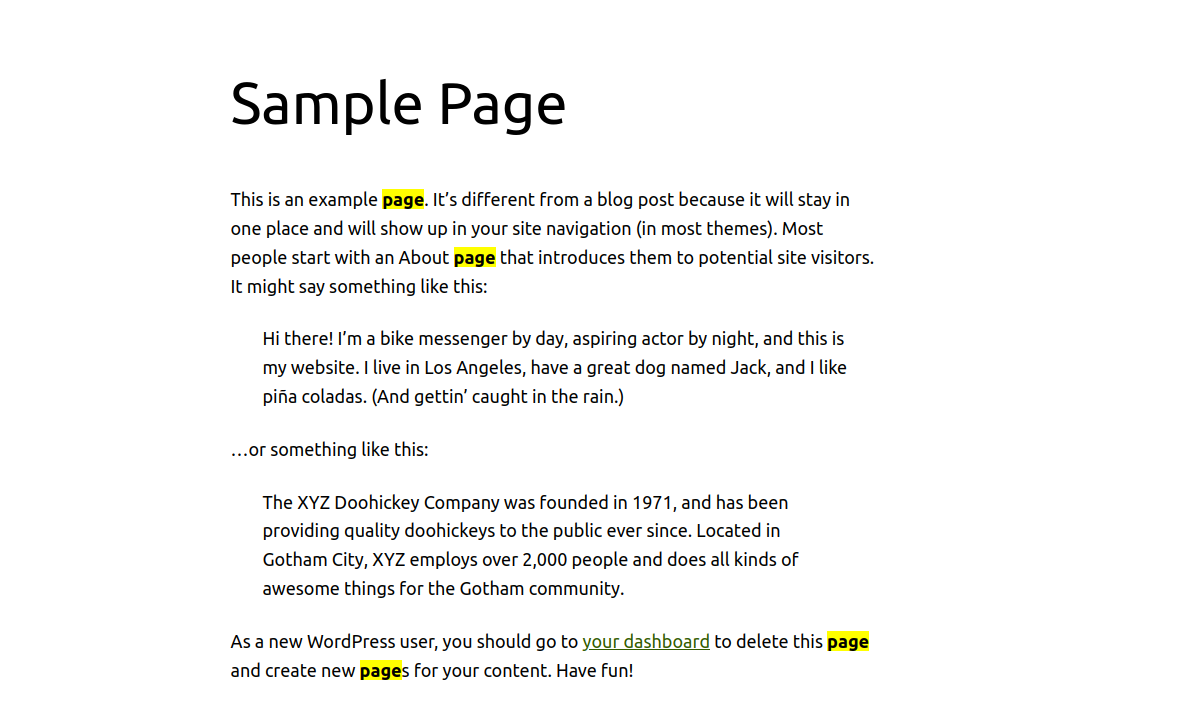 Sample Page
This is an example page. It’s different from a blog post because it will stay in
one place and will show up in your site navigation (in most themes). Most
people start with an About page that introduces them to potential site visitors.
It might say something like this:
Hi there! I’m a bike messenger by day, aspiring actor by night, and this is
my website. I live in Los Angeles, have a great dog named Jack, and I like
piña coladas. (And gettin’ caught in the rain.)
…or something like this:
The XYZ Doohickey Company was founded in 1971, and has been
providing quality doohickeys to the public ever since. Located in
Gotham City, XYZ employs over 2,000 people and does all kinds of
awesome things for the Gotham community.
As a new WordPress user, you should go to your dashboard to delete this page
and create new pages for your content. Have fun!